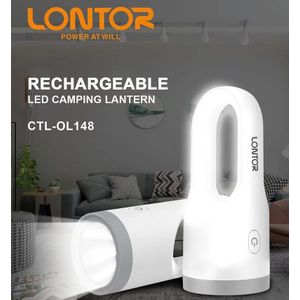 LONTOR
POWER AT WILL
RECHARGEABLE
LED CAMPING LANTERN
CTL-OL148
LONTOR